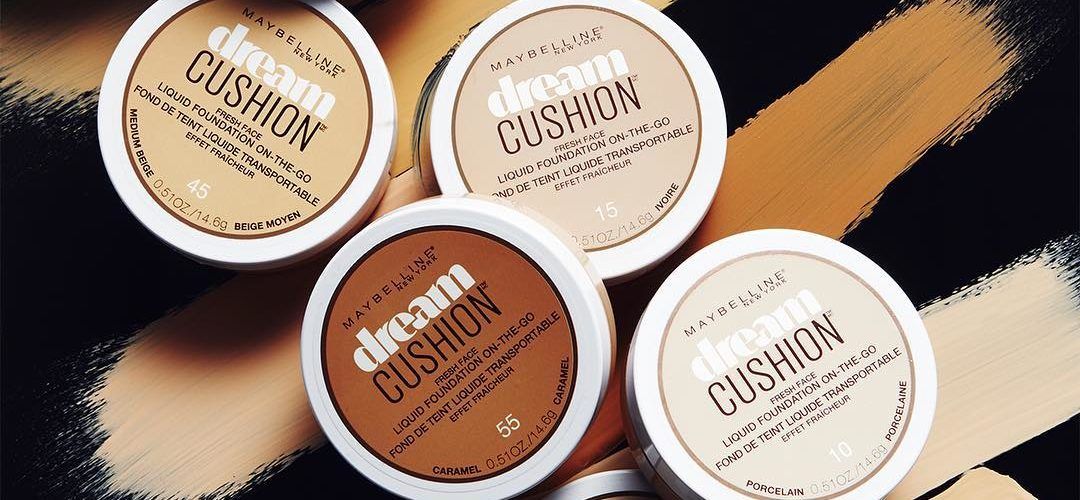 MAYBELLINE®
NEW YORK
dream
CUSHION™
FRESH FACE
LIQUID FOUNDATION ON-THE-GO
FOND DE TEINT LIQUIDE TRANSPORTABLE
EFFET FRAÎCHEUR
45
MEDIUM BEIGE 0.51OZ./14.6g BEIGE MOYEN
MAYBELLINE®
NEW YORK
dream
CUSHION™
FRESH FACE
LIQUID FOUNDATION ON-THE-GO
FOND DE TEINT LIQUIDE TRANSPORTABLE
EFFET FRAÎCHEUR
15
0.51OZ./14.6g IVOIRE
MAYBELLINE®
NEW YORK
dream
CUSHION™
FRESH FACE
LIQUID FOUNDATION ON-THE-GO
FOND DE TEINT LIQUIDE TRANSPORTABLE
EFFET FRAÎCHEUR
55
CARAMEL 0.51OZ./14.6g CARAMEL
MAYBELLINE®
NEW YORK
dream
CUSHION™
FRESH FACE
LIQUID FOUNDATION ON-THE-GO
FOND DE TEINT LIQUIDE TRANSPORTABLE
EFFET FRAÎCHEUR
10
PORCELAIN 0.51OZ./14.6g PORCELAINE